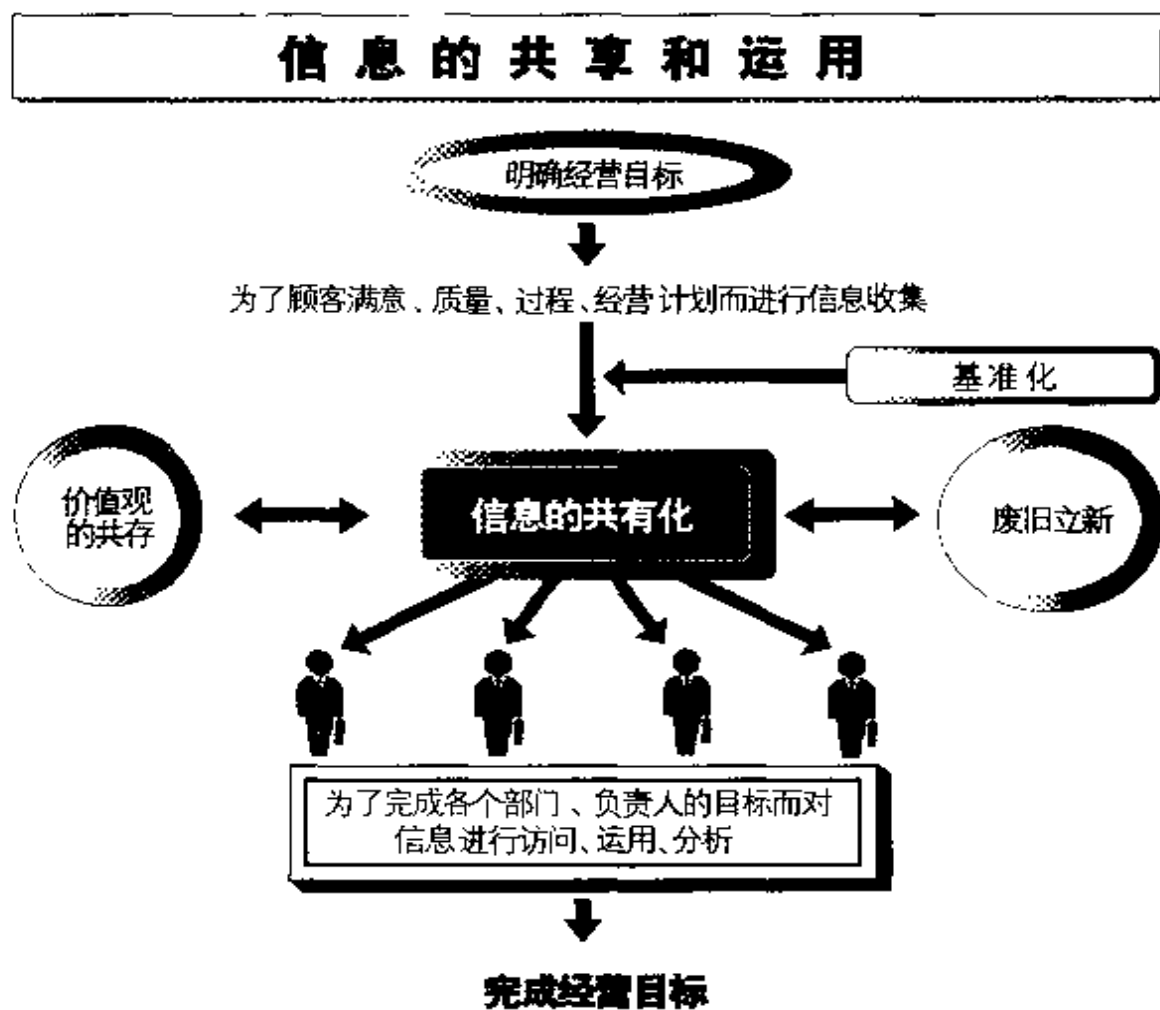 信息的共享和运用
明确经营目标
为了顾客满意、质量、过程、经营计划而进行信息收集
基准化
价值观
的共存
信息的共有化
废旧立新
为了完成各个部门、负责人的目标而对
信息进行访问、运用、分析
完成经营目标